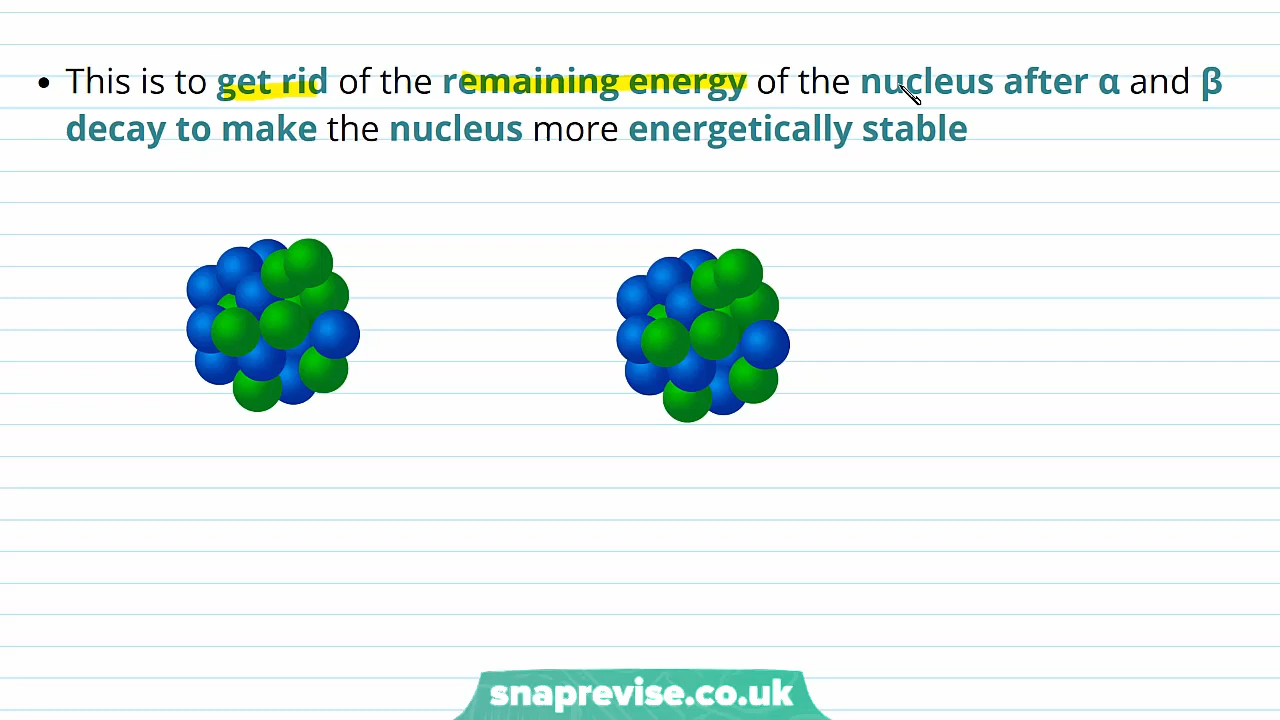 • This is to get rid of the remaining energy of the nucleus after α and β
decay to make the nucleus more energetically stable
snaprevise.co.uk